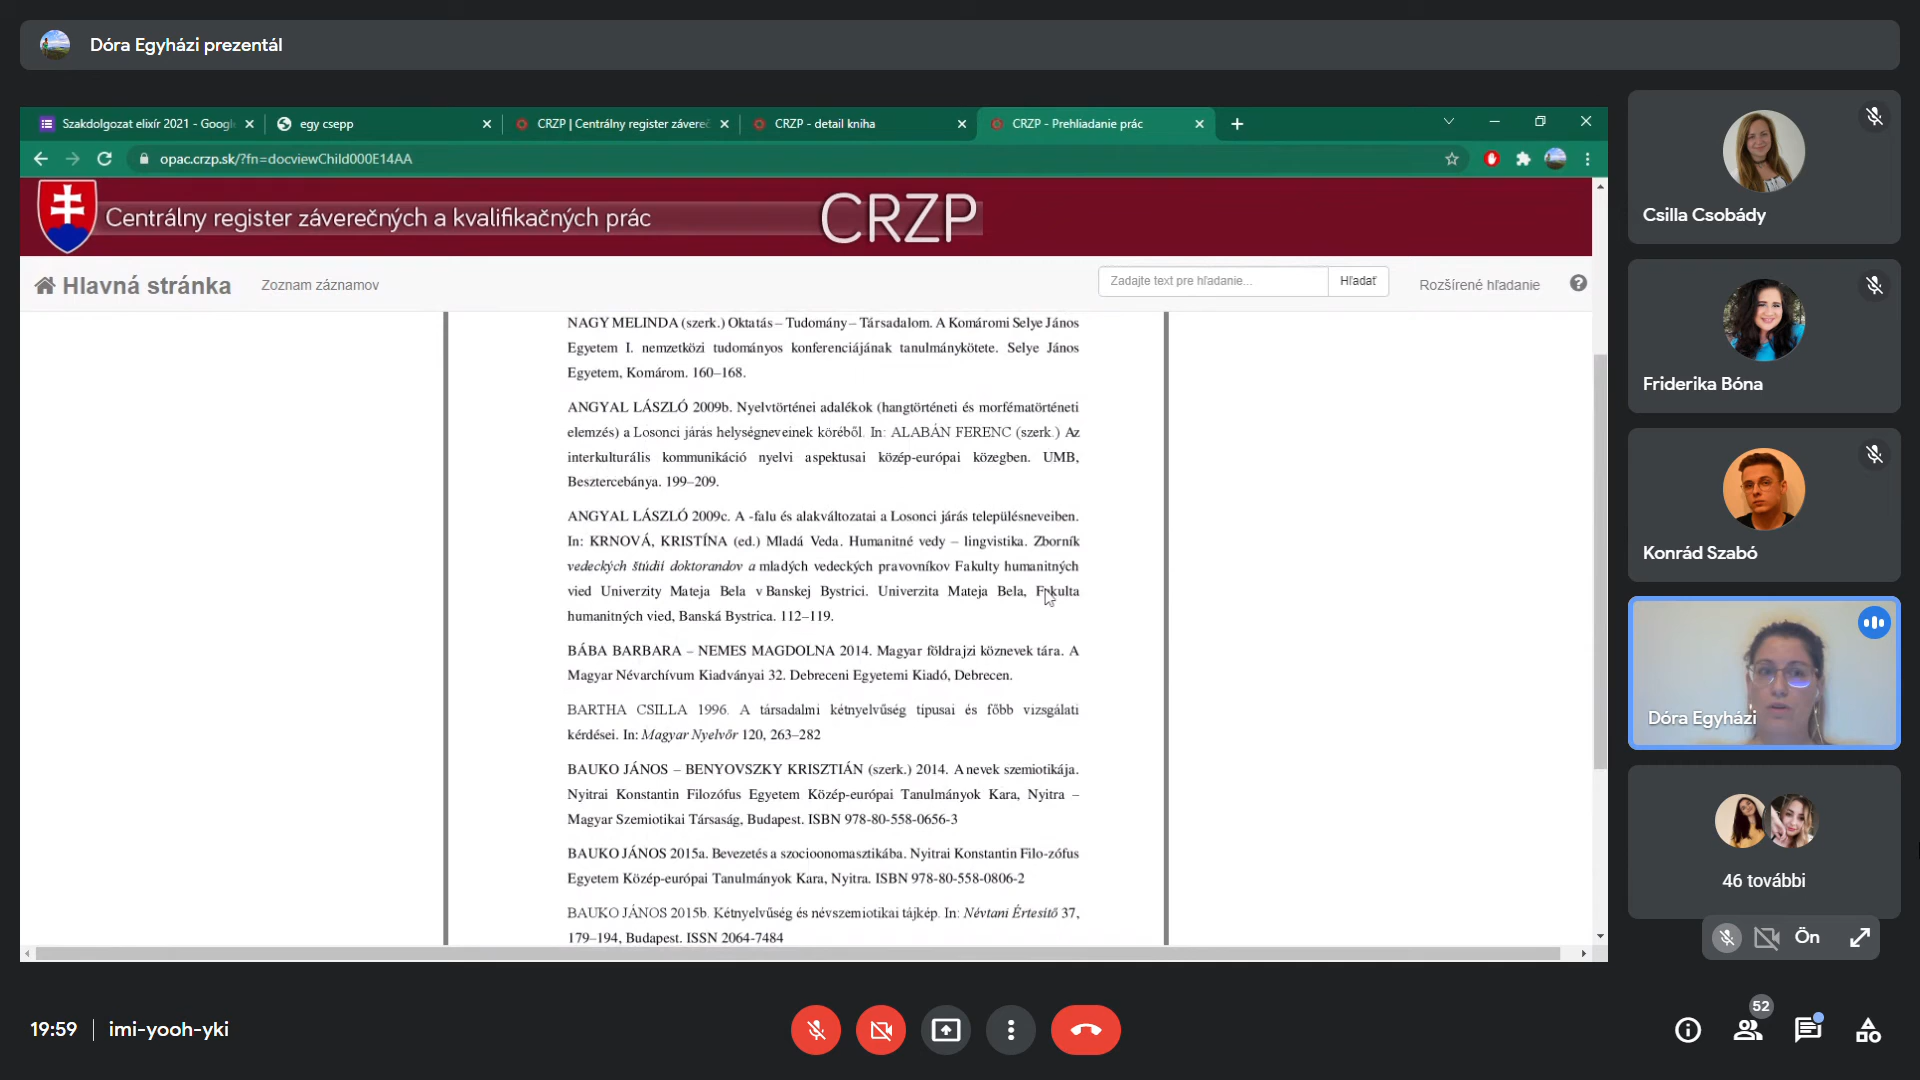 Dóra Egyházi prezentál
Szakdolgozat elixír 2021 - Google
egy csepp
CRZP | Centrálny register závereč
CRZP - detail kniha
CRZP - Prehliadanie prác
opac.crzp.sk/?fn=docviewChild000E14AA
Centrálny register záverečných a kvalifikačných prác
CRZP
Hlavná stránka
Zoznam záznamov
Zadajte text pre hľadanie...
Hľadať
Rozšírené hľadanie
NAGY MELINDA (szerk.) Oktatás – Tudomány – Társadalom. A Komáromi Selye János
Egyetem I. nemzetközi tudományos konferenciájának tanulmánykötete. Selye János
Egyetem, Komárom. 160–168.
ANGYAL LÁSZLÓ 2009b. Nyelvtörténei adalékok (hangtörténeti és morfématörténeti
elemzés) a Losonci járás helységneveinek köréből. In: ALABÁN FERENC (szerk.) Az
interkulturális kommunikáció nyelvi aspektusai közép-európai közegben. UMB,
Besztercebánya. 199–209.
ANGYAL LÁSZLÓ 2009c. A -falu és alakváltozatai a Losonci járás településneveiben.
In: KRNOVÁ, KRISTÍNA (ed.) Mladá Veda. Humanitné vedy – lingvistika. Zborník
vedeckých štúdií doktorandov a mladých vedeckých pravovníkov Fakulty humanitných
vied Univerzity Mateja Bela v Banskej Bystrici. Univerzita Mateja Bela, Fakulta
humanitných vied, Banská Bystrica. 112–119.
BÁBA BARBARA – NEMES MAGDOLNA 2014. Magyar földrajzi köznevek tára. A
Magyar Névarchívum Kiadványai 32. Debreceni Egyetemi Kiadó, Debrecen.
BARTHA CSILLA 1996. A társadalmi kétnyelvűség típusai és főbb vizsgálati
kérdései. In: Magyar Nyelvőr 120, 263–282
BAUKO JÁNOS – BENYOVSZKY KRISZTIÁN (szerk.) 2014. A nevek szemiotikája.
Nyitrai Konstantin Filozófus Egyetem Közép-európai Tanulmányok Kara, Nyitra –
Magyar Szemiotikai Társaság, Budapest. ISBN 978-80-558-0656-3
BAUKO JÁNOS 2015a. Bevezetés a szocioonomasztikába. Nyitrai Konstantin Filo-zófus
Egyetem Közép-európai Tanulmányok Kara, Nyitra. ISBN 978-80-558-0806-2
BAUKO JÁNOS 2015b. Kétnyelvűség és névszemiotikai tájkép. In: Névtani Értesítő 37,
179–194, Budapest. ISSN 2064-7484
Csilla Csobády
Friderika Bóna
Konrád Szabó
Dóra Egyházi
46 további
Ön
19:59
imi-yooh-yki
52